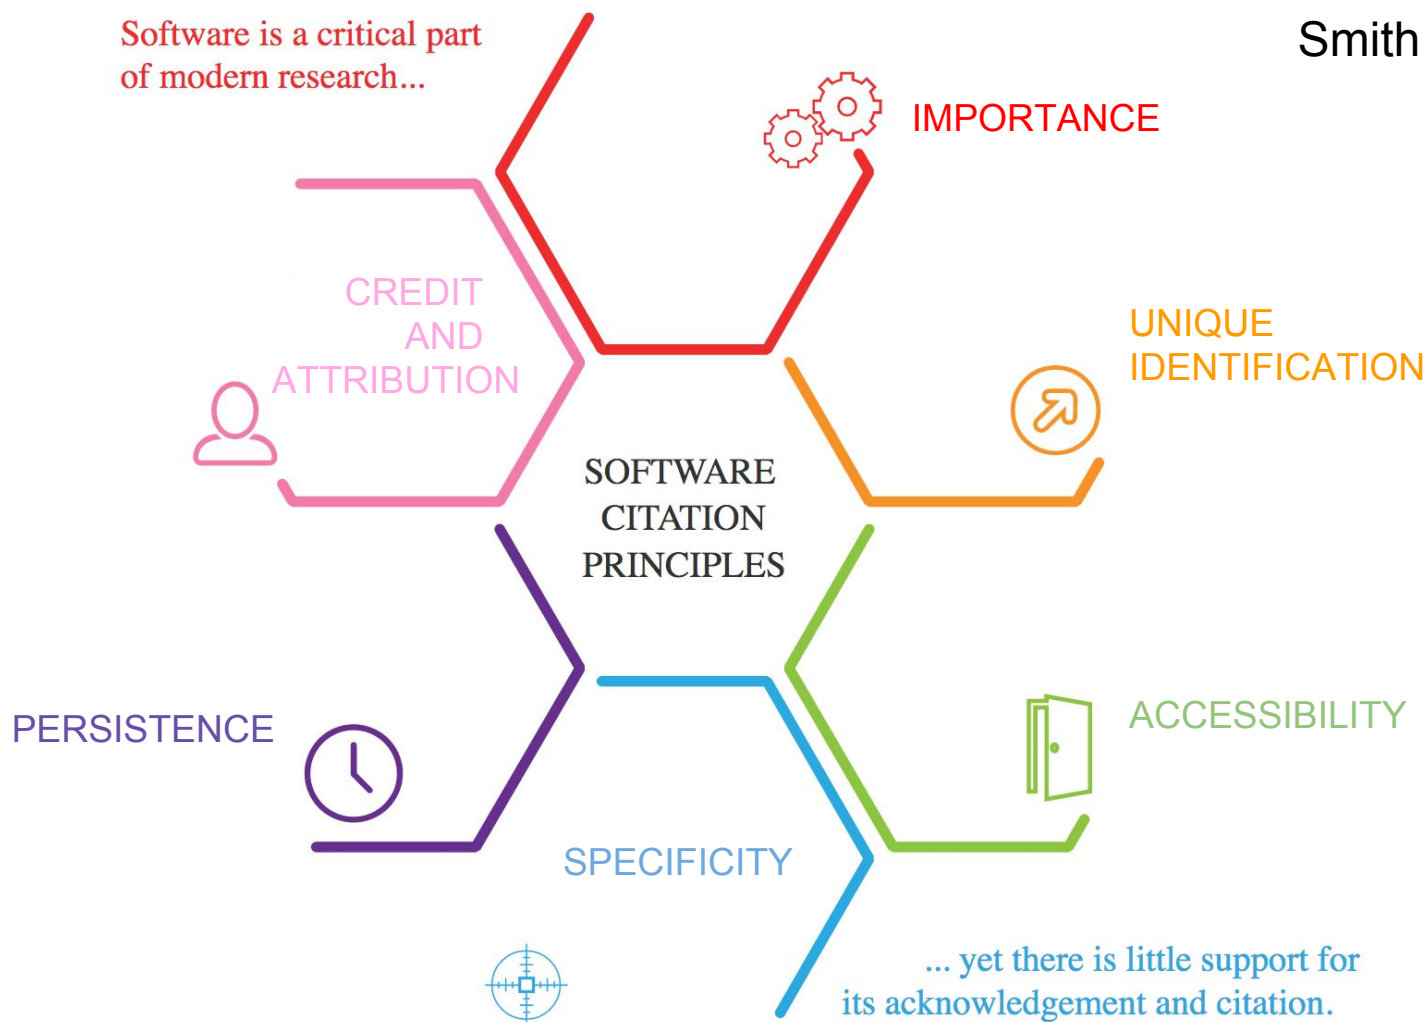 Software is a critical part
of modern research...
Smith
IMPORTANCE
CREDIT
AND
ATTRIBUTION
UNIQUE
IDENTIFICATION
SOFTWARE
CITATION
PRINCIPLES
PERSISTENCE
ACCESSIBILITY
SPECIFICITY
... yet there is little support for
its acknowledgement and citation.